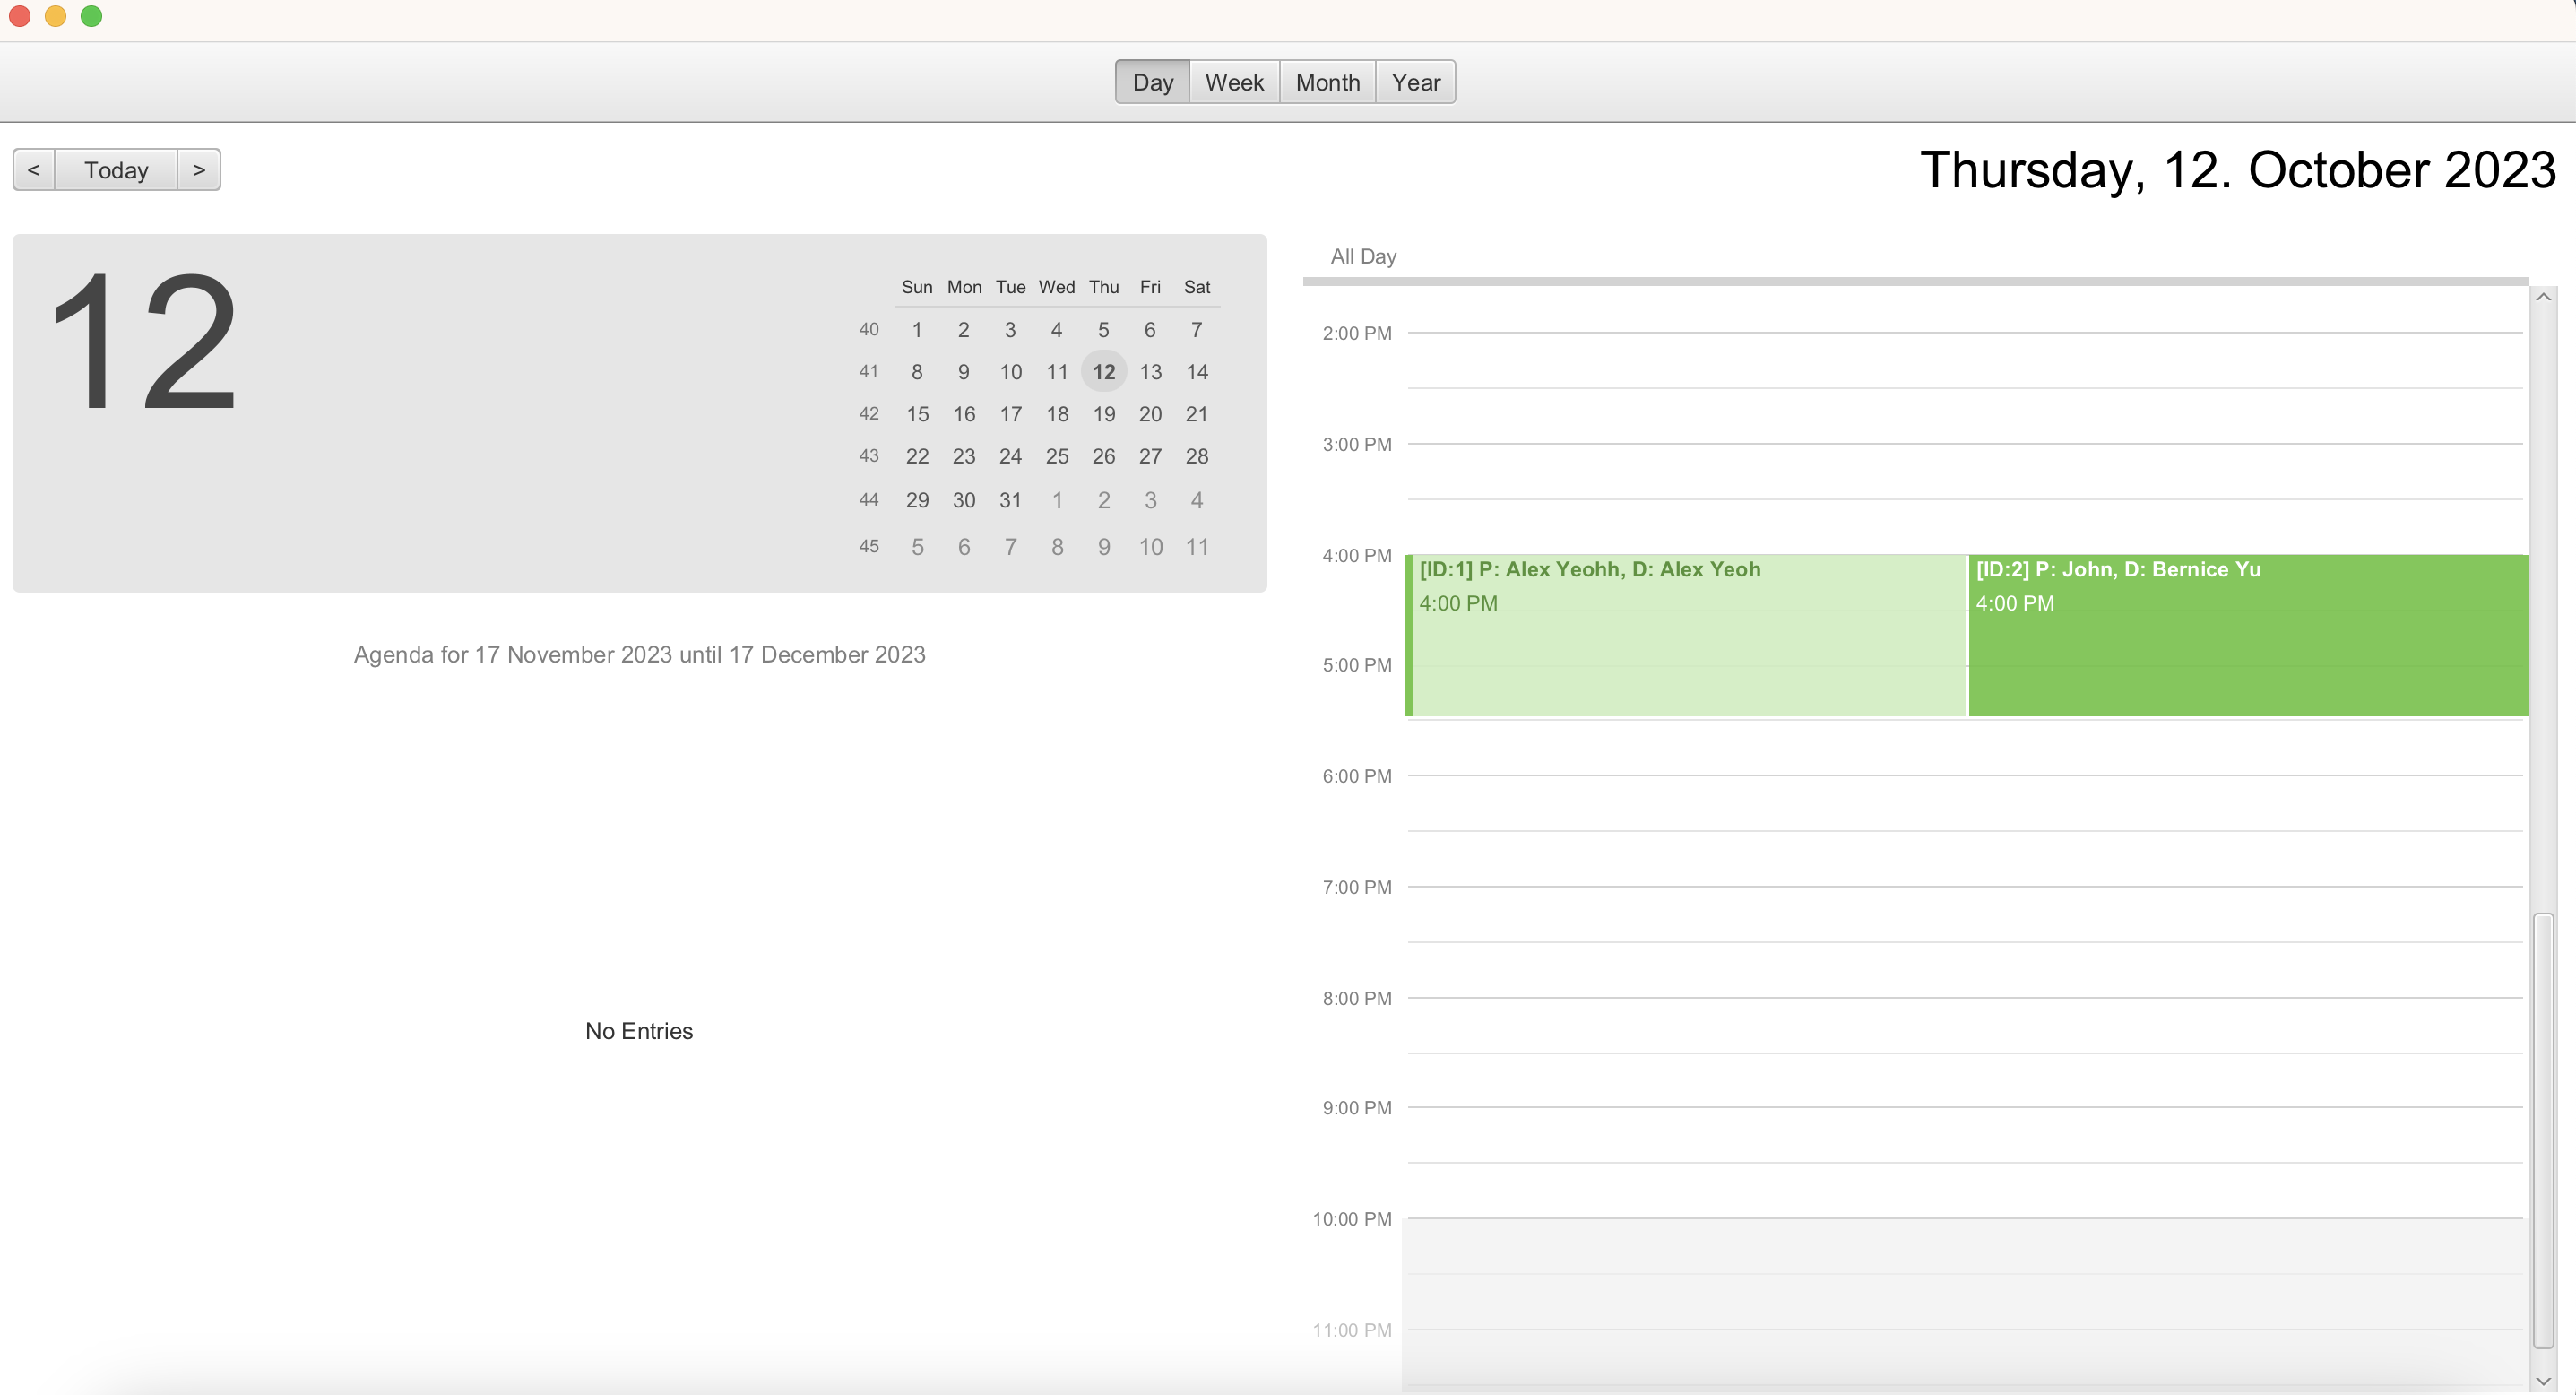 Day Week Month Year
< Today >
Thursday, 12. October 2023
12
Sun Mon Tue Wed Thu Fri Sat
40 1 2 3 4 5 6 7
41 8 9 10 11 12 13 14
42 15 16 17 18 19 20 21
43 22 23 24 25 26 27 28
44 29 30 31 1 2 3 4
45 5 6 7 8 9 10 11
Agenda for 17 November 2023 until 17 December 2023
No Entries
All Day
2:00 PM
3:00 PM
4:00 PM
[ID:1] P: Alex Yeohh, D: Alex Yeoh
4:00 PM
[ID:2] P: John, D: Bernice Yu
4:00 PM
5:00 PM
6:00 PM
7:00 PM
8:00 PM
9:00 PM
10:00 PM
11:00 PM